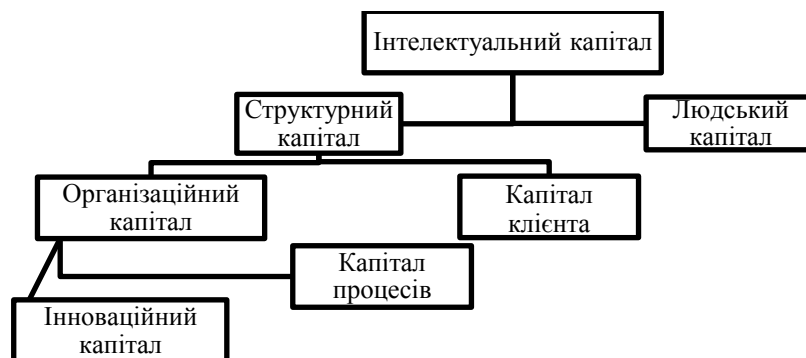 Інтелектуальний капітал
Структурний
капітал
Людський
капітал
Організаційний
капітал
Капітал
клієнта
Капітал
процесів
Інноваційний
капітал